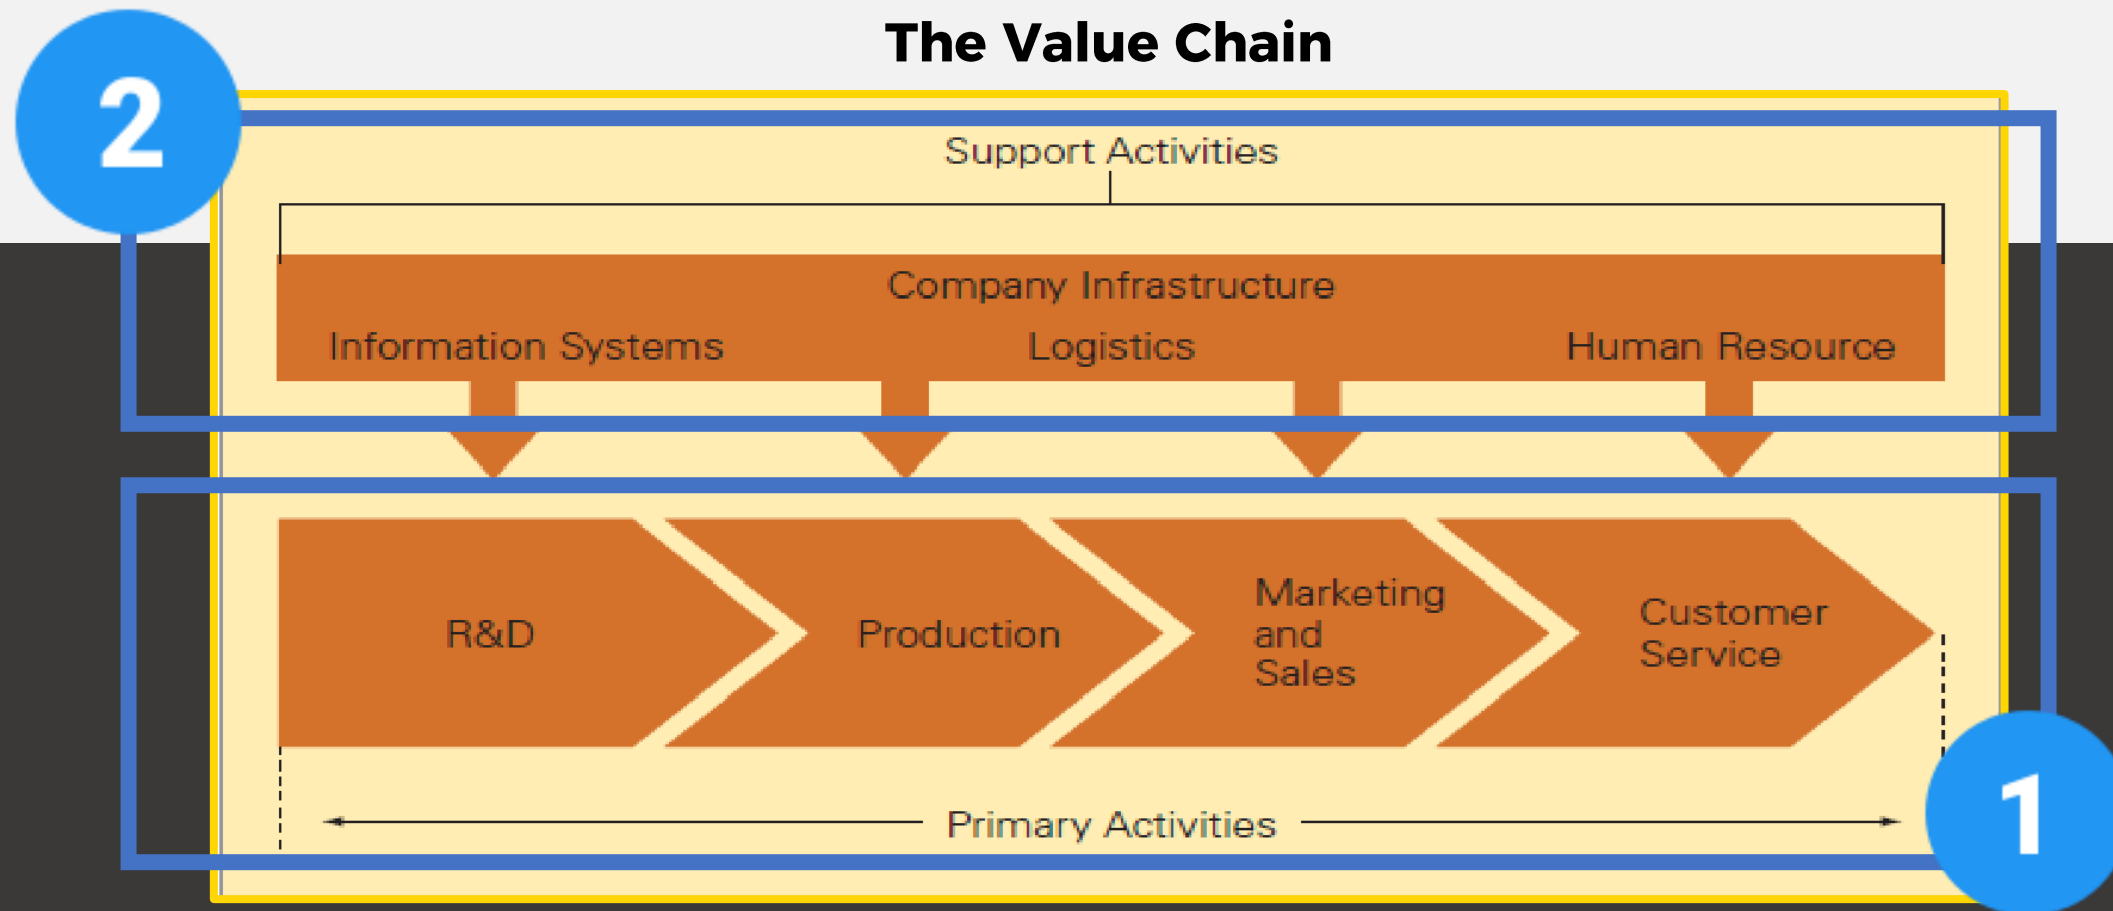 The Value Chain
2
Support Activities
Company Infrastructure
Information Systems
Logistics
Human Resource
R&D
Production
Marketing
and
Sales
Customer
Service
Primary Activities
1